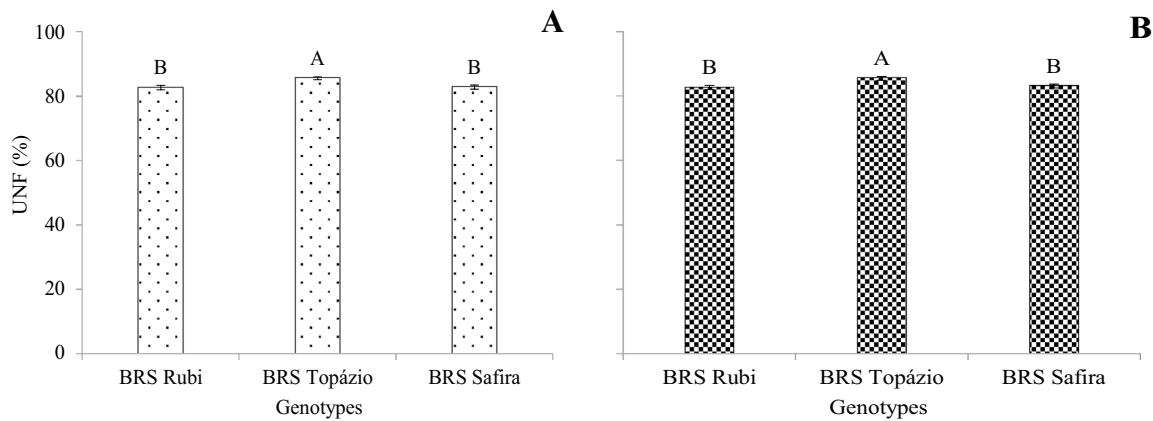 A
B
100
80
60
40
20
0
UNF (%)
B A B
BRS Rubi BRS Topázio BRS Safira
Genotypes
B A B
BRS Rubi BRS Topázio BRS Safira
Genotypes